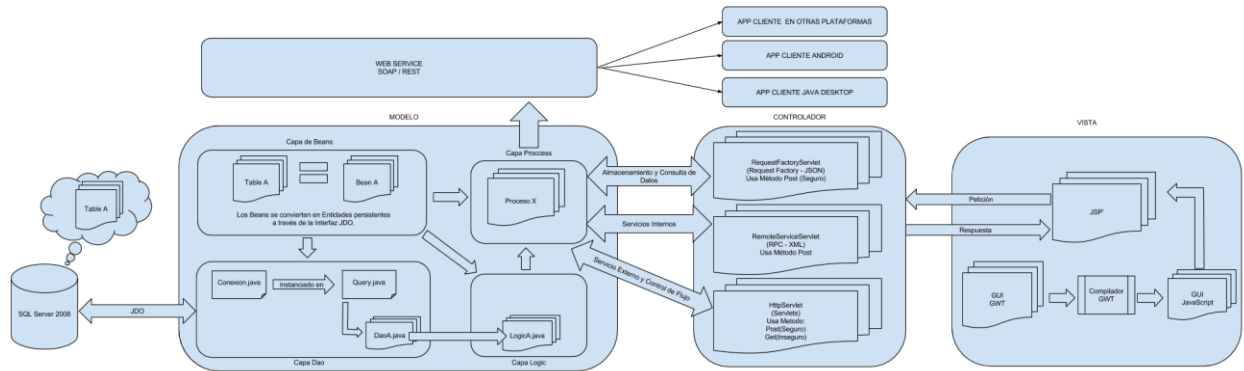 APP CLIENTE EN OTRAS PLATAFORMAS
APP CLIENTE ANDROID
APP CLIENTE JAVA DESKTOP
WEB SERVICE
SOAP / REST
MODELO
CONTROLADOR
VISTA
Capa de Beans
Table A
Bean A
Los Beans se convierten en Entidades persistentes
a través de la Interfaz JDO.
Capa Proccess
Proceso X
Almacenamiento y Consulta de
Datos
Servicios Internos
Servicio Externo y Control de Flujo
RequestFactoryServlet
(Request Factory - JSON)
Usa Método Post (Seguro)
RemoteServiceServlet
(RPC - XML)
Usa Método Post
HttpServlet
(Servlets)
Usa Metodo:
Post(Seguro)
Get(Inseguro)
Petición
Respuesta
JSP'
GUI
GWT
Compilador
GWT
GUI
JavaScript
Table A
SQL Server 2008
JDO
Conexion.java
Instanciado en
Query.java
DaoA.java
Capa Dao
LogicA.java
Capa Logic